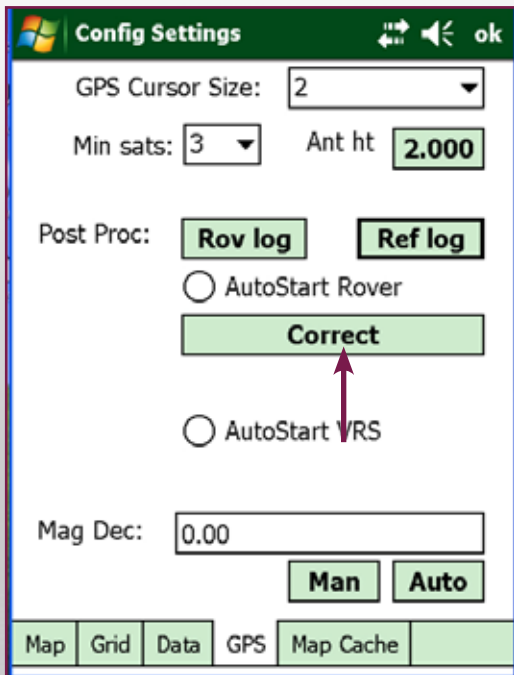 Config Settings ok
GPS Cursor Size: 2
Min sats: 3 Ant ht 2.000
Post Proc: Rov log Ref log
AutoStart Rover
Correct
AutoStart VRS
Mag Dec: 0.00
Man Auto
Map Grid Data GPS Map Cache